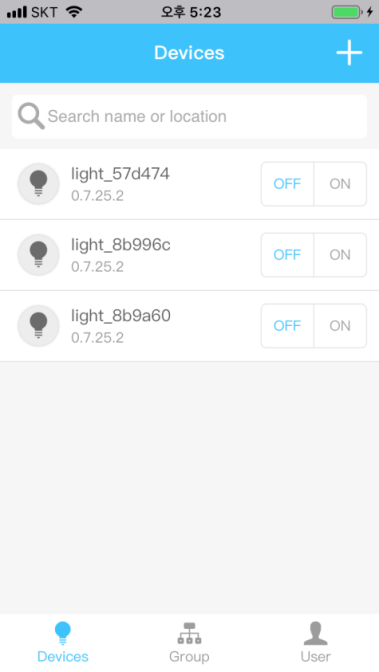 SKT 오후 5:23
Devices
Search name or location
light_57d474
0.7.25.2
OFF ON
light_8b996c
0.7.25.2
OFF ON
light_8b9a60
0.7.25.2
OFF ON
Devices Group User